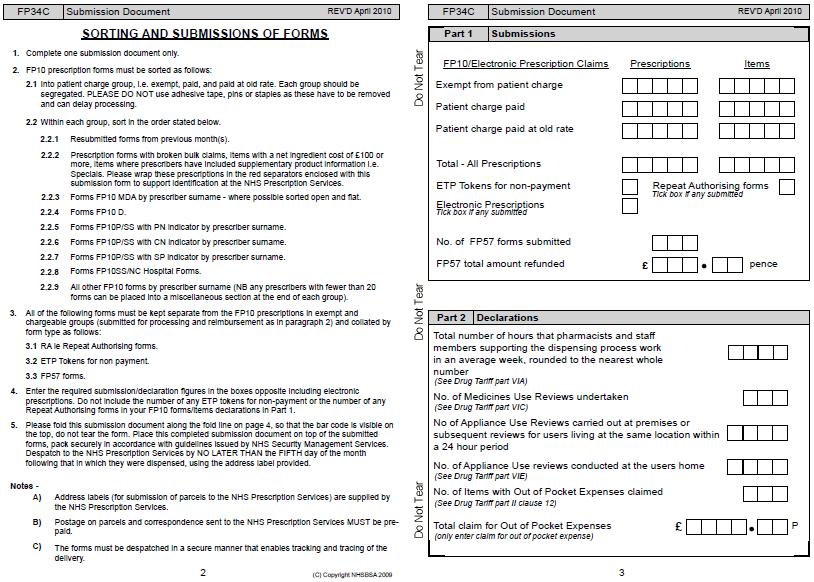 FP34C Submission Document REV'D April 2010
SORTING AND SUBMISSIONS OF FORMS
1. Complete one submission document only.
2. FP10 prescription forms must be sorted as follows:
2.1 Into patient charge group, i.e. exempt, paid, and paid at old rate. Each group should be
segregated. PLEASE DO NOT use adhesive tape, pins or staples as these have to be removed
and can delay processing.
2.2 Within each group, sort in the order stated below.
2.2.1 Resubmitted forms from previous month(s).
2.2.2 Prescription forms with broken bulk claims, items with a net ingredient cost of £100 or
more, items where prescribers have included supplementary product information i.e.
Specials. Please wrap these prescriptions in the red separators enclosed with this
submission form to support identification at the NHS Prescription Services.
2.2.3 Forms FP10 MDA by prescriber surname - where possible sorted open and flat.
2.2.4 Forms FP10 D.
2.2.5 Forms FP10P/SS with PN indicator by prescriber surname.
2.2.6 Forms FP10P/SS with CN indicator by prescriber surname.
2.2.7 Forms FP10P/SS with SP indicator by prescriber surname.
2.2.8 Forms FP10SS/NC Hospital Forms.
2.2.9 All other FP10 forms by prescriber surname (NB any prescribers with fewer than 20
forms can be placed into a miscellaneous section at the end of each group).
3. All of the following forms must be kept separate from the FP10 prescriptions in exempt and
chargeable groups (submitted for processing and reimbursement as in paragraph 2) and collated by
form type as follows:
3.1 RA ie Repeat Authorising forms.
3.2 ETP Tokens for non payment.
3.3 FP57 forms.
4. Enter the required submission/declaration figures in the boxes opposite including electronic
prescriptions. Do not include the number of any ETP tokens for non-payment or the number of any
Repeat Authorising forms in your FP10 forms/items declarations in Part 1.
5. Please fold this submission document along the fold line on page 4, so that the bar code is visible on
the top, do not tear the form. Place this completed submission document on top of the submitted
forms, pack securely in accordance with guidelines issued by NHS Security Management Services.
Despatch to the NHS Prescription Services by NO LATER THAN THE FIFTH day of the month
following that in which they were dispensed, using the address label provided.
Notes -
A) Address labels (for submission of parcels to the NHS Prescription Services) are supplied by
the NHS Prescription Services.
B) Postage on parcels and correspondence sent to the NHS Prescription Services MUST be pre-
paid.
C) The forms must be despatched in a secure manner that enables tracking and tracing of the
delivery.
2
(C) Copyright NHSBSA 2009
FP34C Submission Document REV'D April 2010
Do Not Tear
Part 1 Submissions
FP10/Electronic Prescription Claims Prescriptions Items
Exempt from patient charge
Patient charge paid
Patient charge paid at old rate
Total - All Prescriptions
ETP Tokens for non-payment Repeat Authorising forms
Tick box if any submitted
Electronic Prescriptions
Tick box if any submitted
No. of FP57 forms submitted
FP57 total amount refunded £ . pence
Do Not Tear
Part 2 Declarations
Total number of hours that pharmacists and staff
members supporting the dispensing process work
in an average week, rounded to the nearest whole
number
(See Drug Tariff part VIA)
No. of Medicines Use Reviews undertaken
(See Drug Tariff part VIC)
No of Appliance Use Reviews carried out at premises or
subsequent reviews for users living at the same location within
a 24 hour period
No. of Appliance Use reviews conducted at the users home
(See Drug Tariff part VIE)
No. of Items with Out of Pocket Expenses claimed
(See Drug Tariff part II clause 12)
Do Not Tear
Total claim for Out of Pocket Expenses £ . P
(only enter claim for out of pocket expense)
3